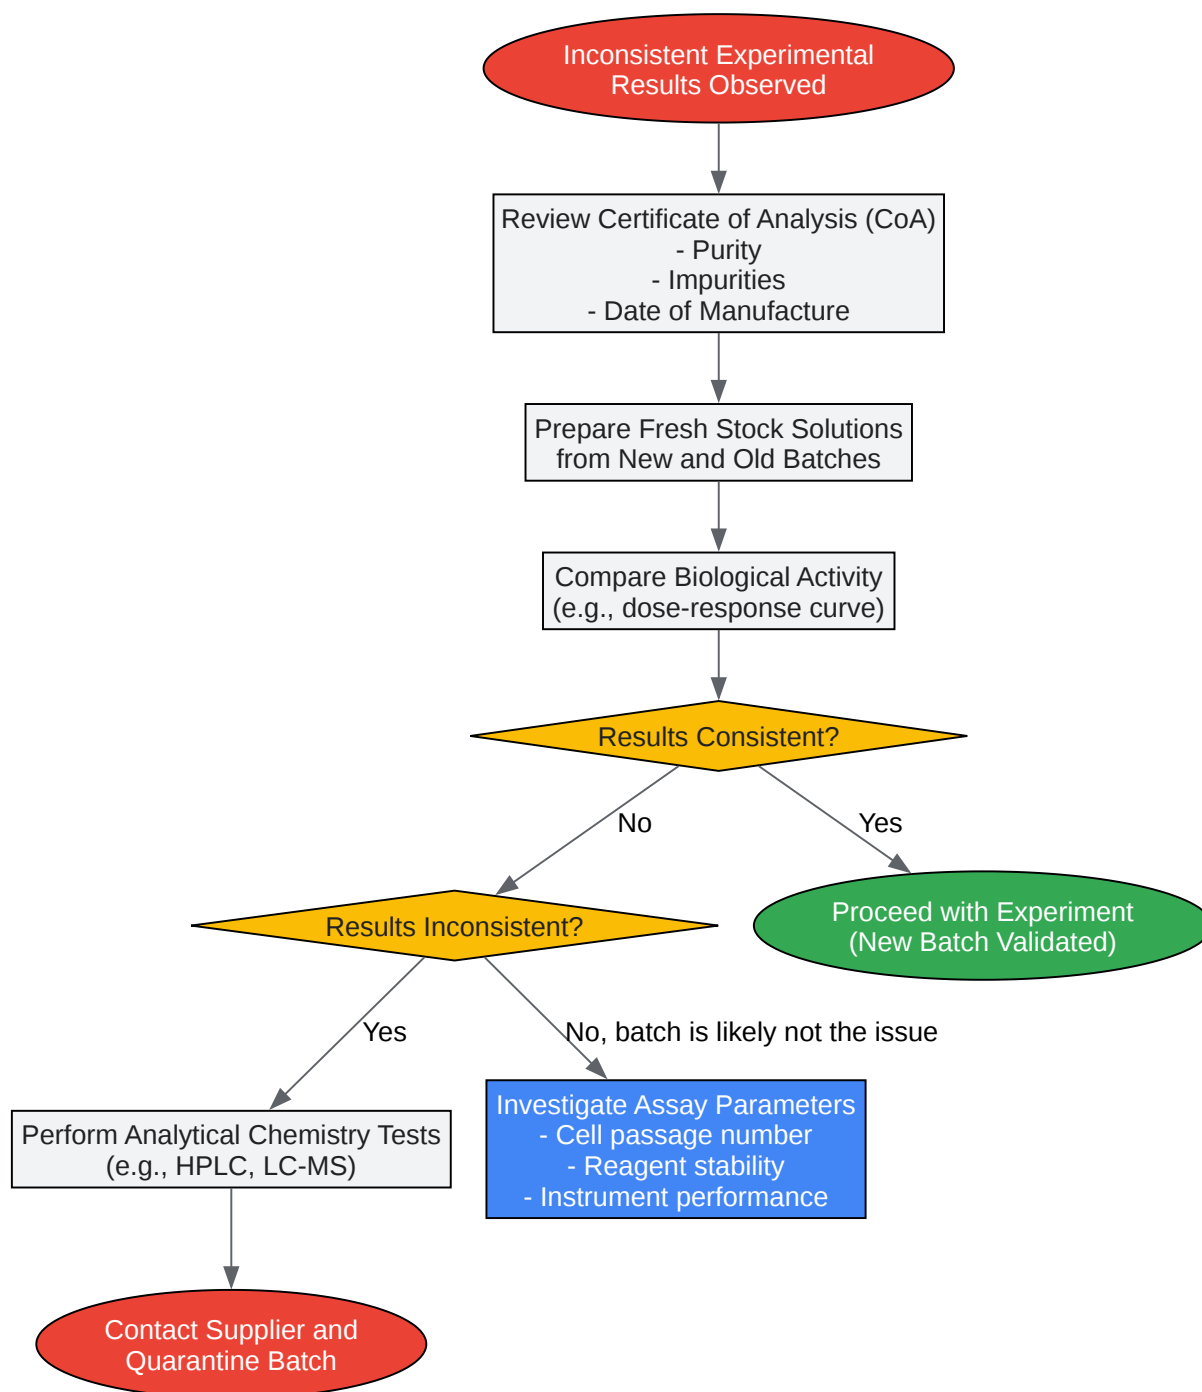 Inconsistent Experimental
Results Observed
Review Certificate of Analysis (CoA)
- Purity
- Impurities
- Date of Manufacture
Prepare Fresh Stock Solutions
from New and Old Batches
Compare Biological Activity
(e.g., dose-response curve)
Results Consistent?
No
Yes
Results Inconsistent?
Proceed with Experiment
(New Batch Validated)
Yes
No, batch is likely not the issue
Perform Analytical Chemistry Tests
(e.g., HPLC, LC-MS)
Investigate Assay Parameters
- Cell passage number
- Reagent stability
- Instrument performance
Contact Supplier and
Quarantine Batch